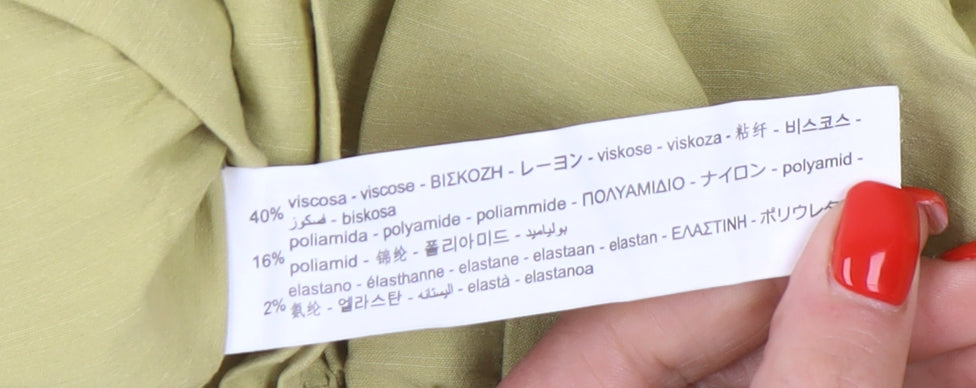 40% viscosa - viscose - ΒΙΣΚΟΖΗ - レーヨン - viskose - viskoza - 粘纤 - 비스코스 -
فسكوز - biskosa
poliamida - polyamide - poliammide - ΠΟΛΥΑΜΙΔΙΟ - ナイロン - polyamid -
16% poliamid - 锦纶 - 폴리아미드 - بولياميد
elastano - élasthanne - elastane - elastaan - elastan - ΕΛΑΣΤΙΝΗ - ポリウレタ
2% 氨纶 - 엘라스탄 - - elastà - elastanoa